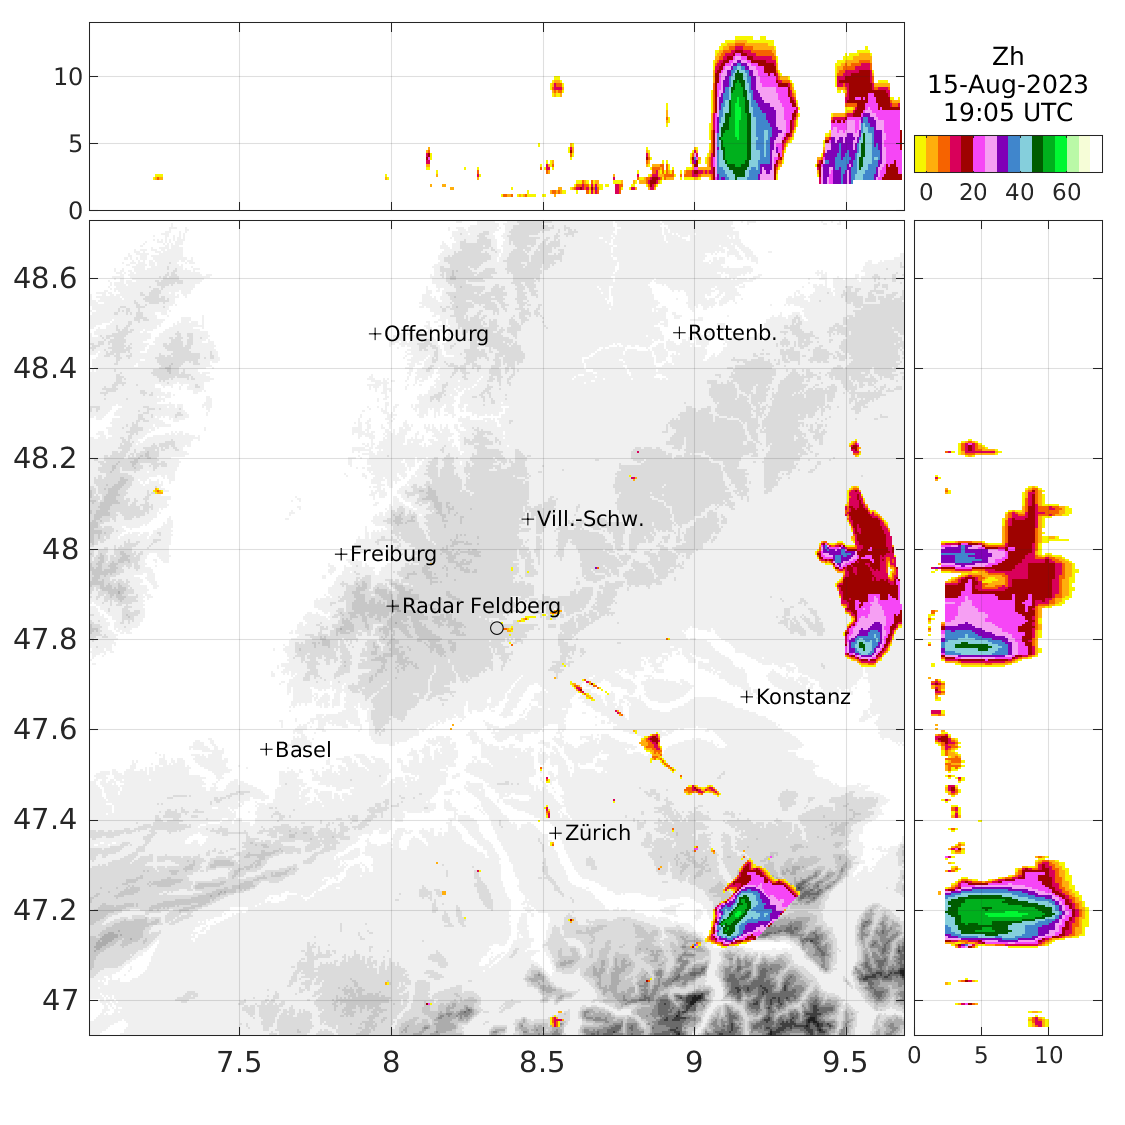 10
5
0
Zh
15-Aug-2023
19:05 UTC
0 20 40 60
48.6
48.4
48.2
48
47.8
47.6
47.4
47.2
47
Offenburg
Rottenb.
Vill.-Schw.
Freiburg
Radar Feldberg
Konstanz
Basel
Zürich
7.5 8 8.5 9 9.5
0 5 10